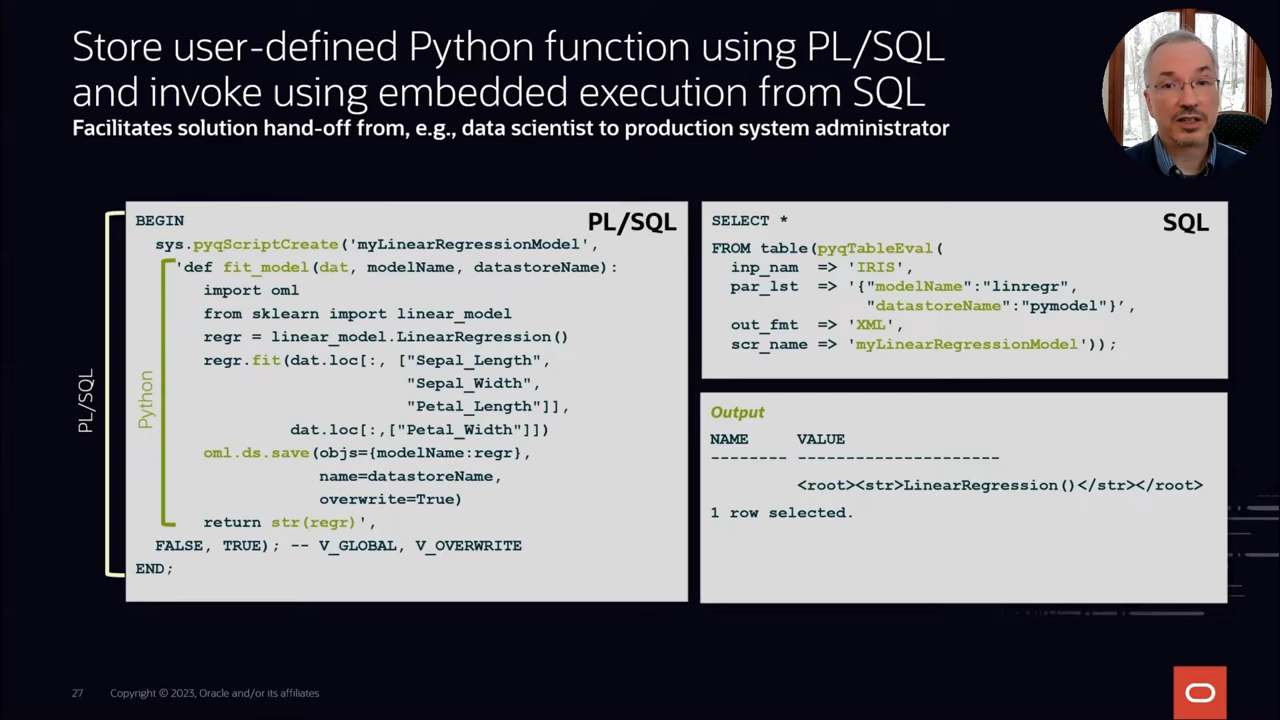 Store user-defined Python function using PL/SQL
and invoke using embedded execution from SQL
Facilitates solution hand-off from, e.g., data scientist to production system administrator
PL/SQL
Python
PL/SQL
BEGIN
sys.pyqScriptCreate('myLinearRegressionModel',
'def fit_model(dat, modelName, datastoreName):
import oml
from sklearn import linear_model
regr = linear_model.LinearRegression()
regr.fit(dat.loc[:, ["Sepal_Length",
"Sepal_Width",
"Petal_Length"]],
dat.loc[:,["Petal_Width"]])
oml.ds.save(objs={modelName:regr},
name=datastoreName,
overwrite=True)
return str(regr)',
FALSE, TRUE); -- V_GLOBAL, V_OVERWRITE
END;
SQL
SELECT *
FROM table(pyqTableEval(
inp_nam => 'IRIS',
par_lst => '{"modelName":"linregr",
"datastoreName":"pymodel"}’,
out_fmt => 'XML',
scr_name => 'myLinearRegressionModel'));
Output
NAME VALUE
-------- --------------------
<root><str>LinearRegression()</str></root>
1 row selected.
27 Copyright © 2023, Oracle and/or its affiliates